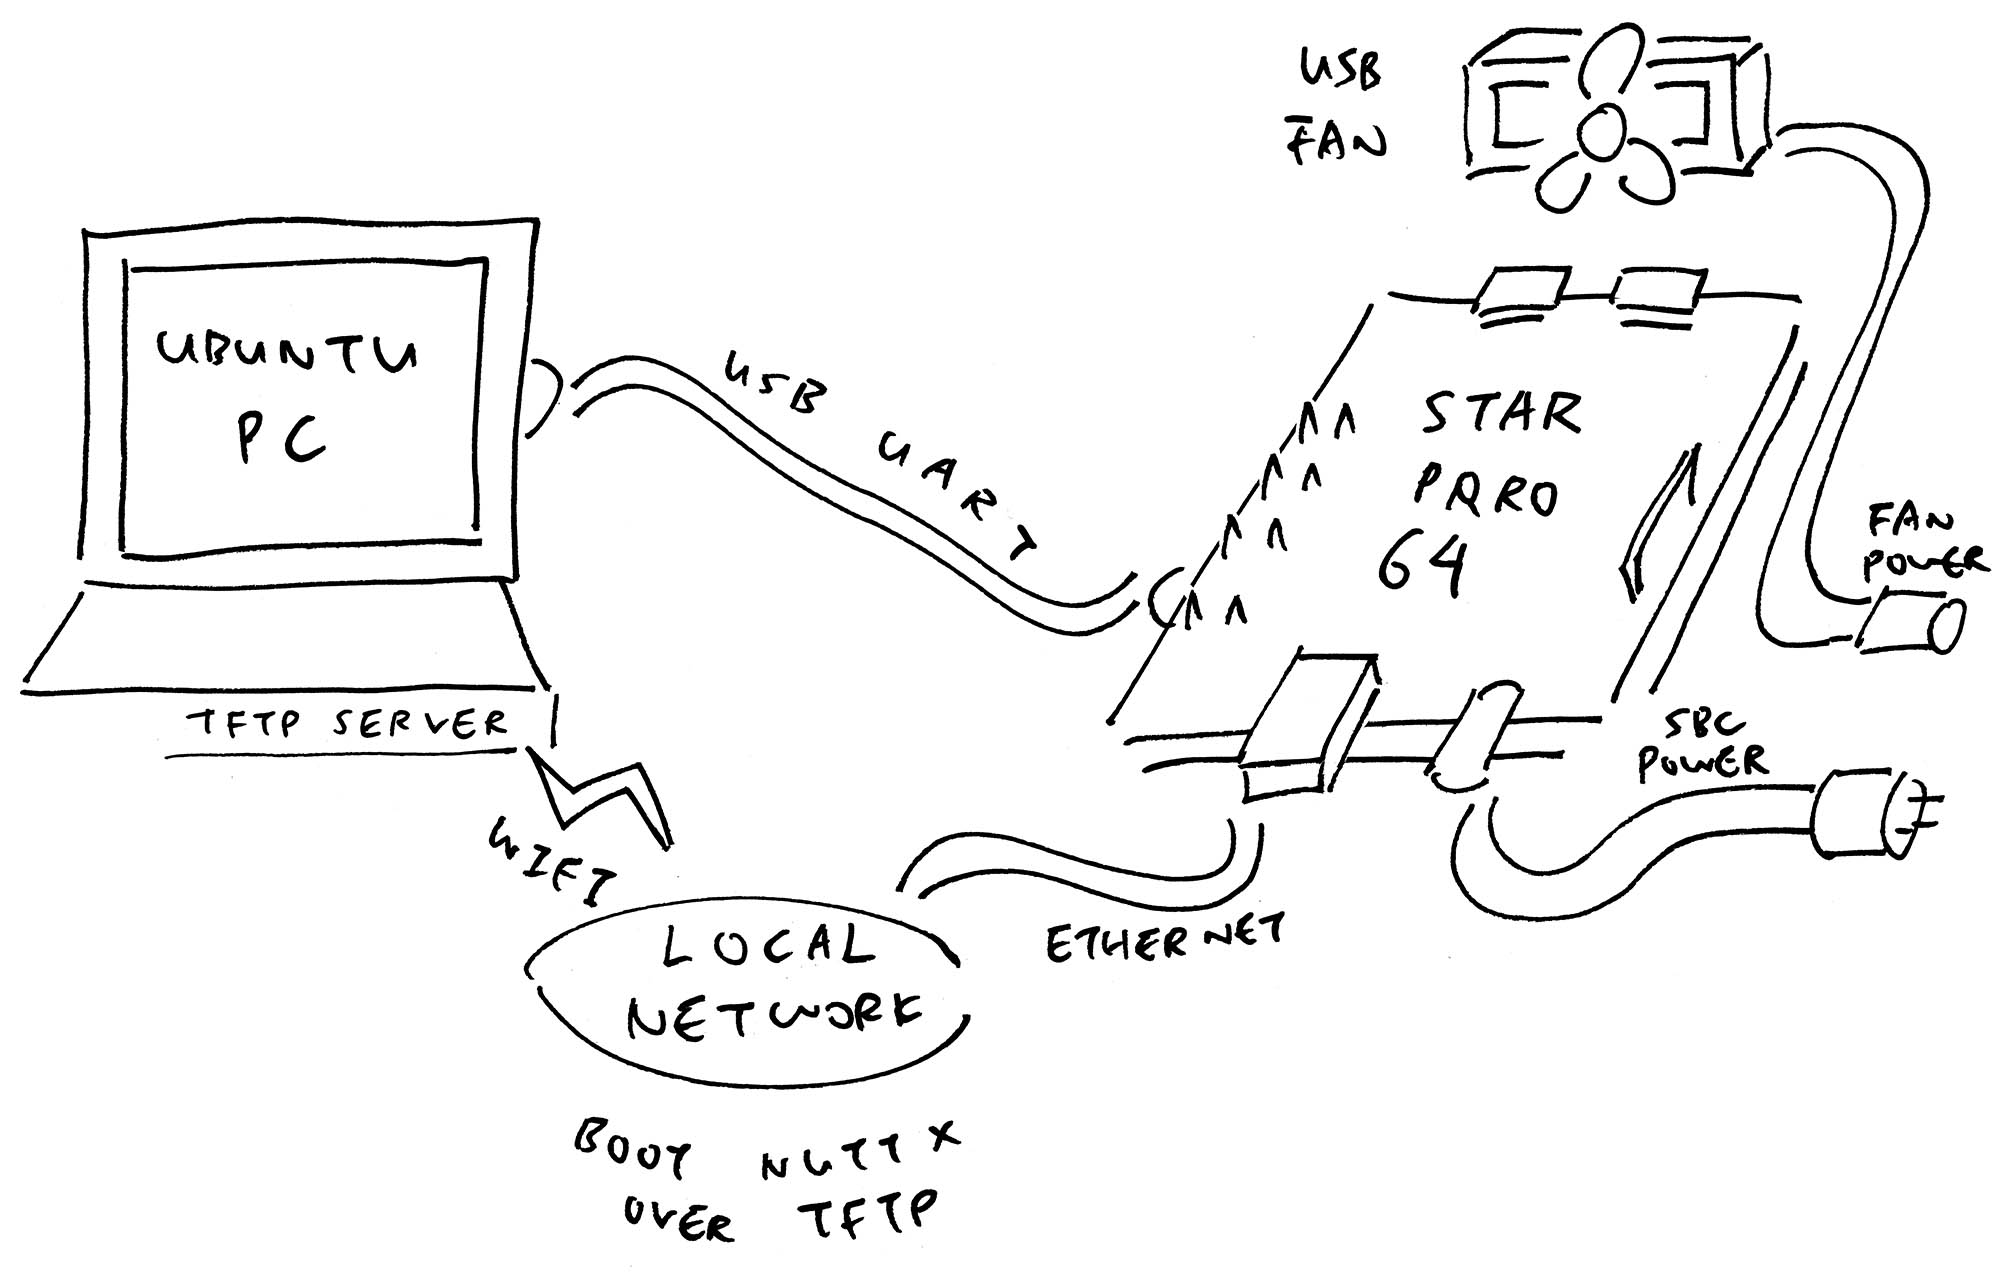 USB
FAN
UBUNTU
PC
USB UART
STAR
PRRO
64
FAN
POWER
TFTP SERVER
SBC
POWER
WIFI
LOCAL
NETWORK
ETHERNET
BOOT NUTTX
OVER TFTP